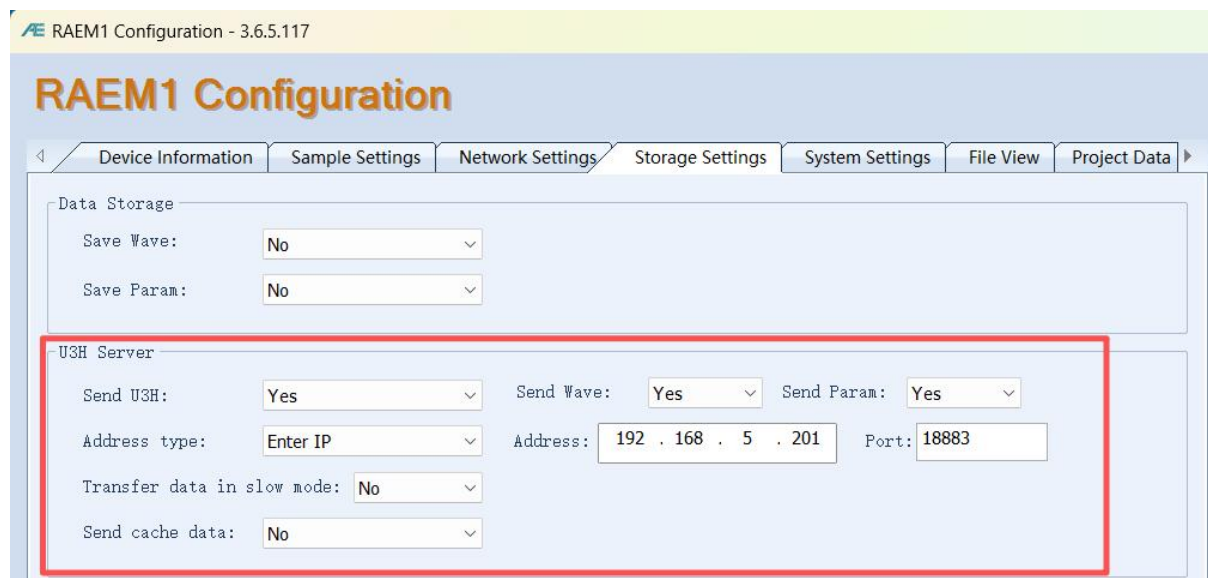 RAEM1 Configuration - 3.6.5.117
RAEM1 Configuration
Device Information Sample Settings Network Settings Storage Settings System Settings File View Project Data
Data Storage
Save Wave: No
Save Param: No
U3H Server
Send U3H: Yes Send Wave: Yes Send Param: Yes
Address type: Enter IP Address: 192 . 168 . 5 . 201 Port: 18883
Transfer data in slow mode: No
Send cache data: No